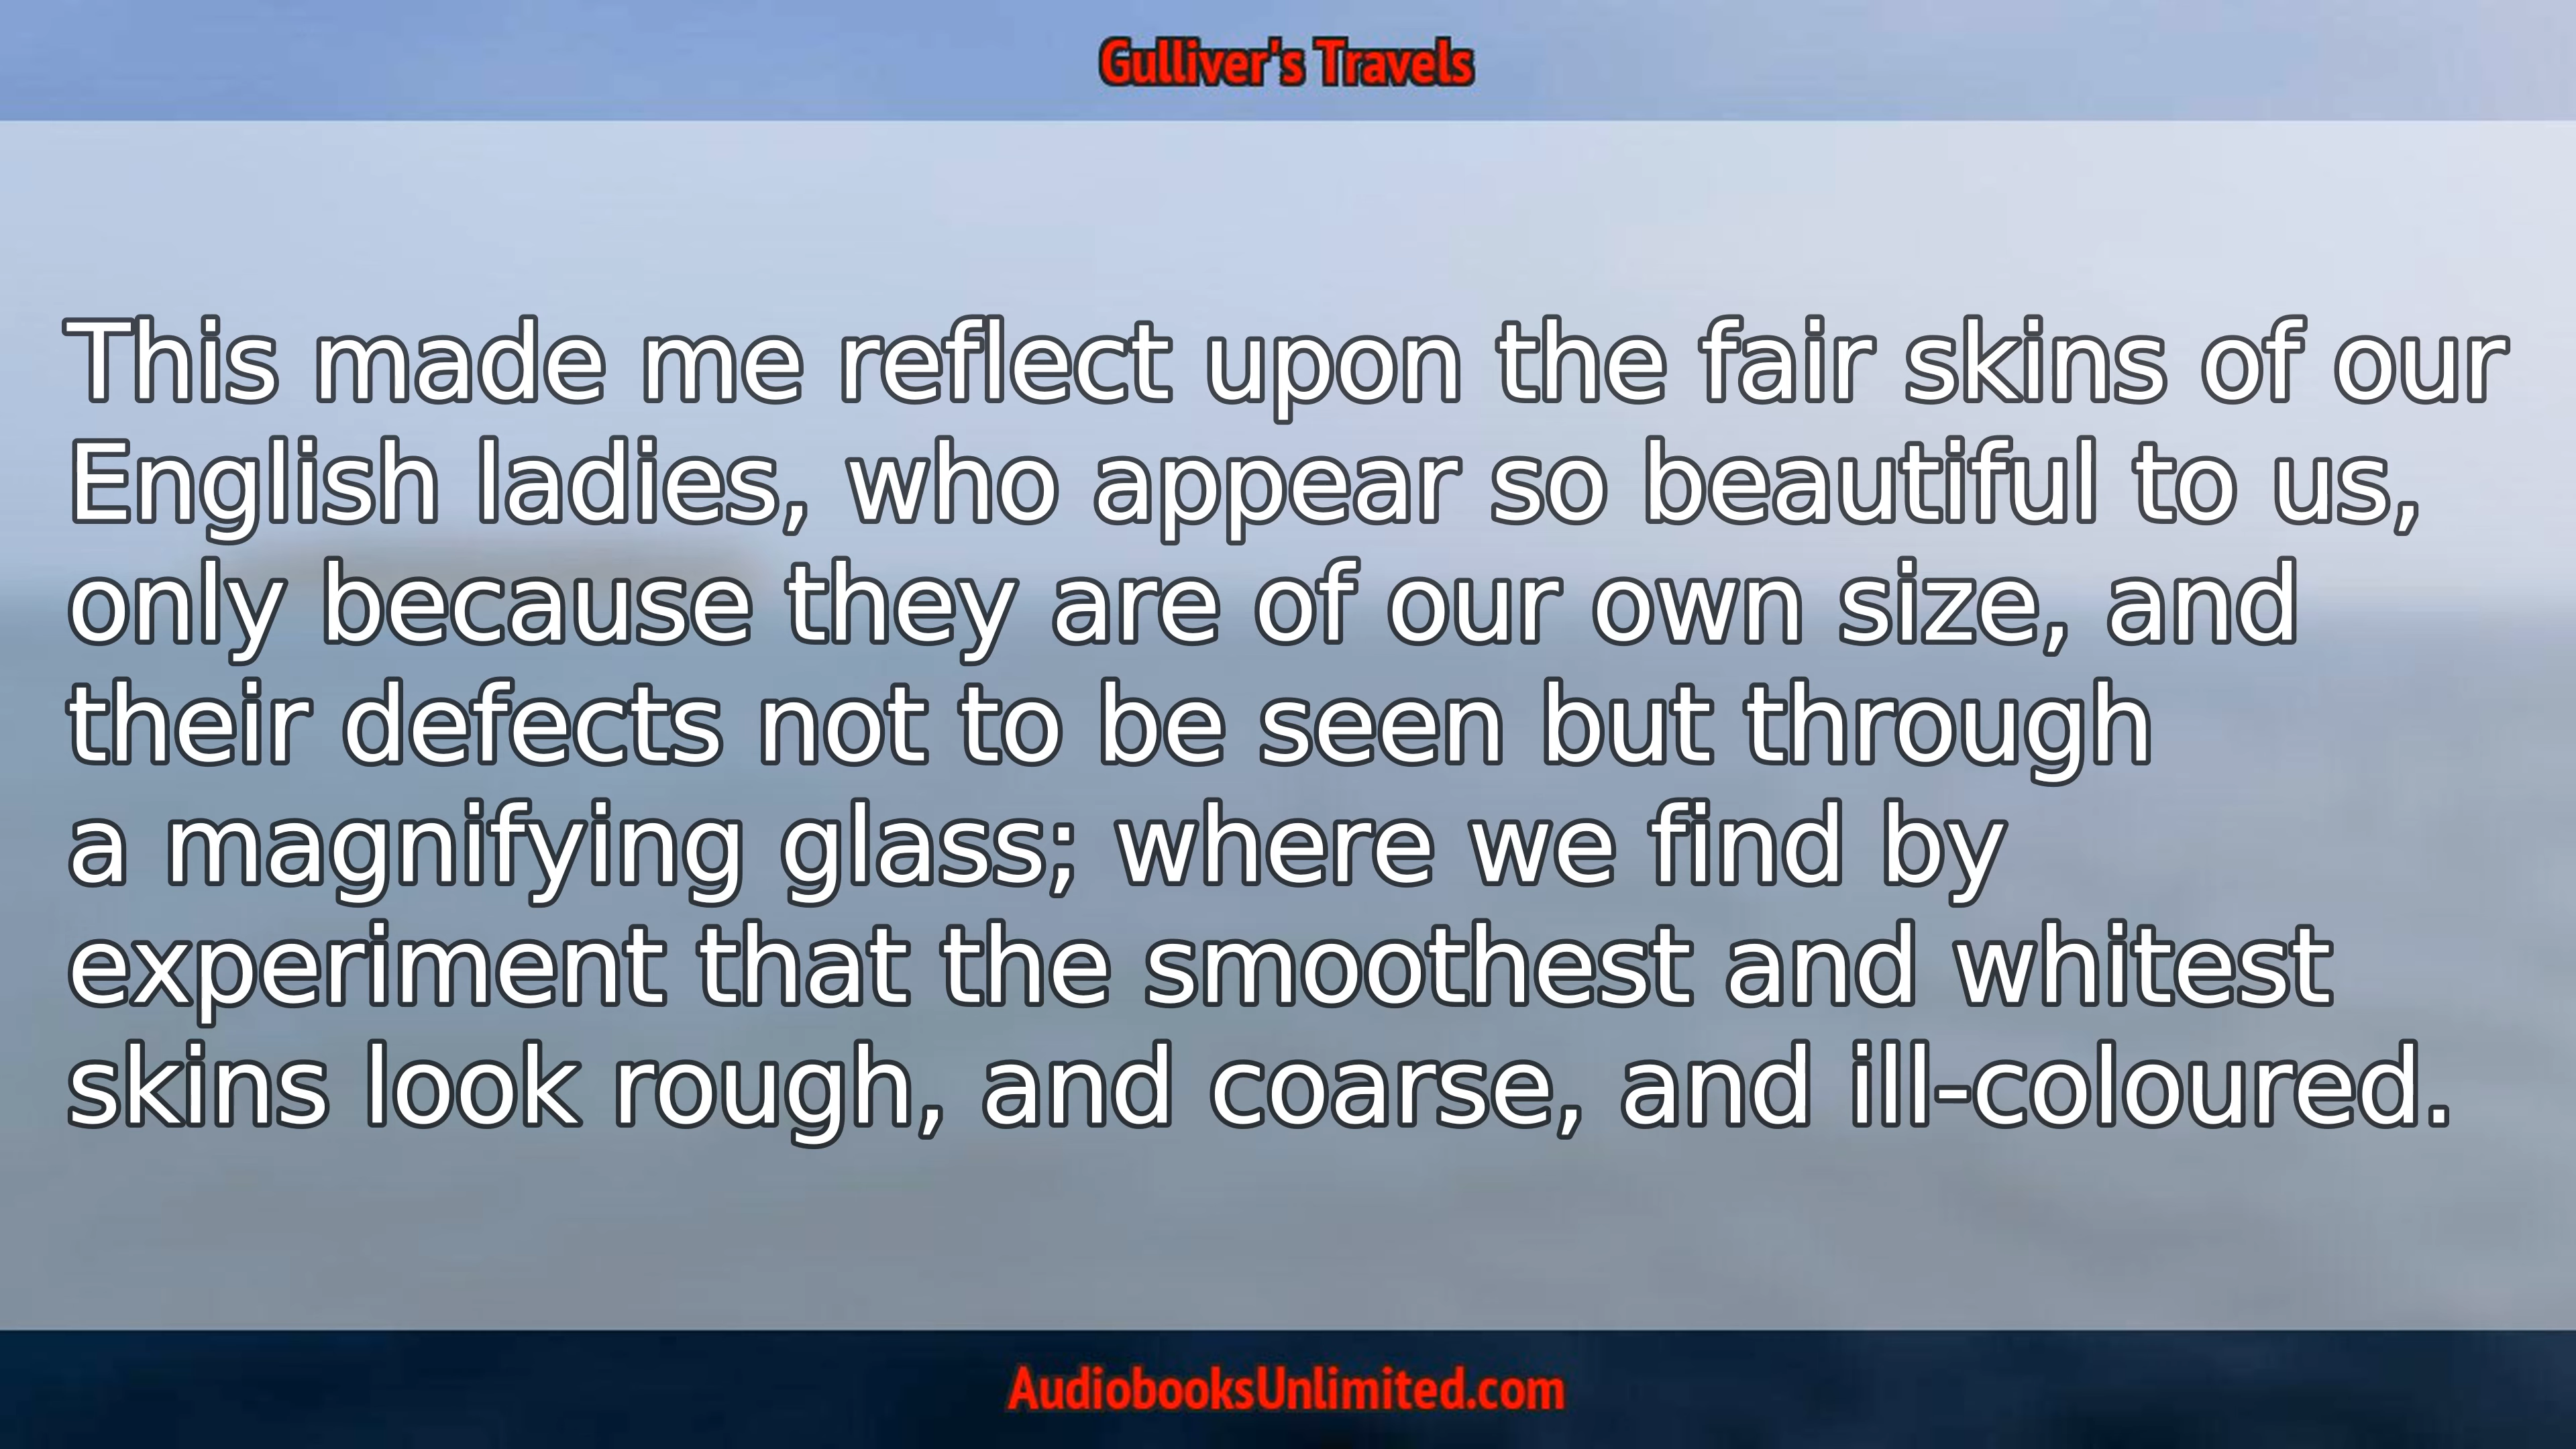 Gulliver's Travels
This made me reflect upon the fair skins of our
English ladies, who appear so beautiful to us,
only because they are of our own size, and
their defects not to be seen but through
a magnifying glass; where we find by
experiment that the smoothest and whitest
skins look rough, and coarse, and ill-coloured.
AudiobooksUnlimited.com